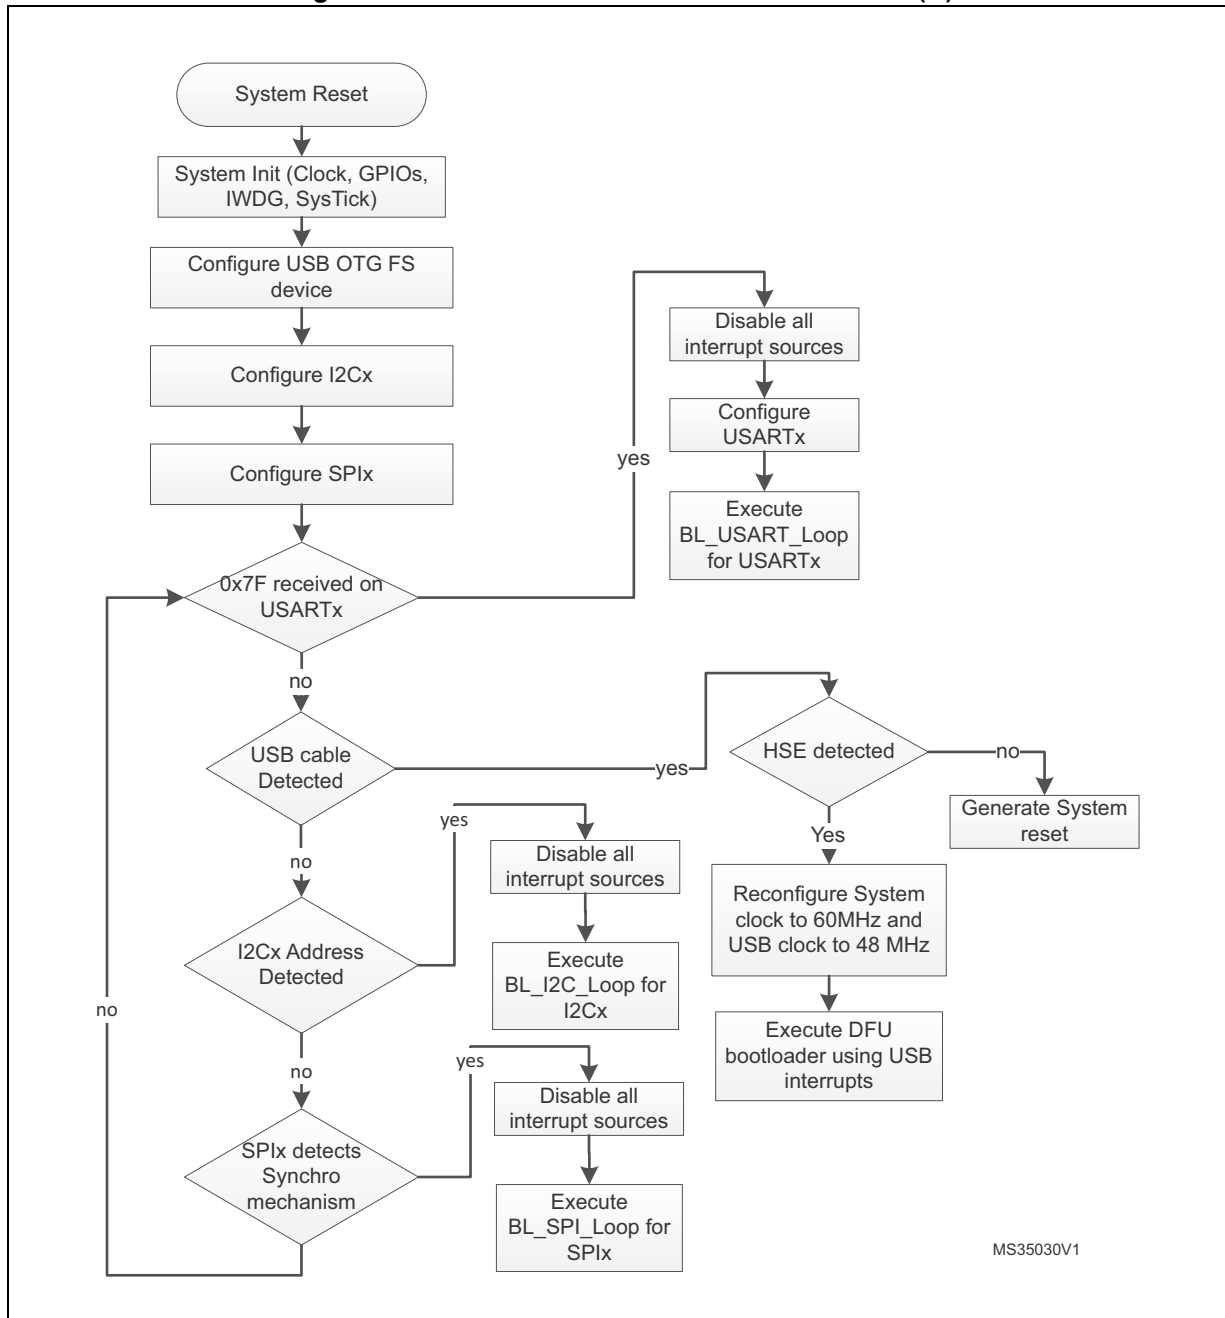 System Reset
System Init (Clock, GPIOs,
IWDG, SysTick)
Configure USB OTG FS
device
Configure I2Cx
Configure SPIx
0x7F received on
USARTx
yes
Disable all
interrupt sources
Configure
USARTx
Execute
BL_USART_Loop
for USARTx
no
USB cable
Detected
yes
HSE detected
no
Generate System
reset
Yes
Reconfigure System
clock to 60MHz and
USB clock to 48 MHz
Execute DFU
bootloader using USB
interrupts
no
I2Cx Address
Detected
yes
Disable all
interrupt sources
Execute
BL_I2C_Loop for
I2Cx
no
SPIx detects
Synchro
mechanism
yes
Disable all
interrupt sources
Execute
BL_SPI_Loop for
SPIx
no
MS35030V1